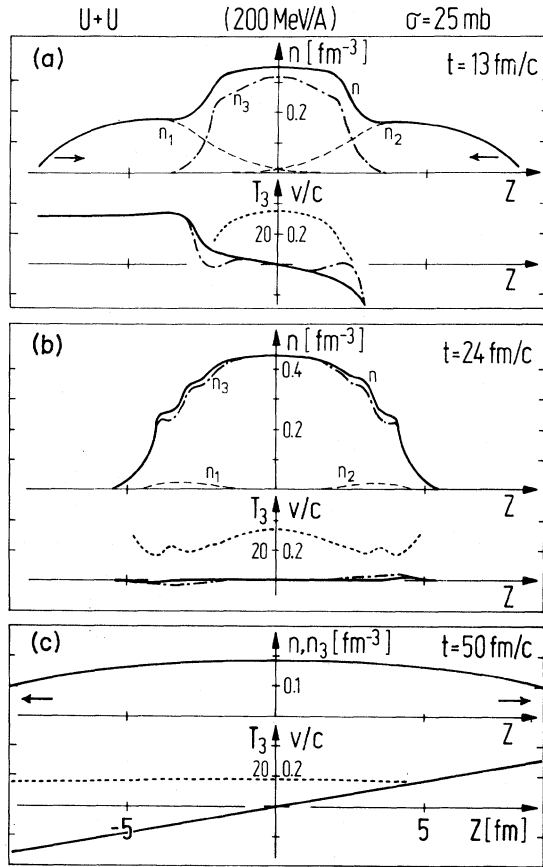 U+U (200 MeV/A) σ=25 mb
(a) n [fm⁻³] t=13 fm/c
n
n₃
0.2
n₁ n₂
Z
T₃ v/c
20 0.2
Z
(b) n [fm⁻³] t=24 fm/c
0.4 n
n₃
0.2
n₁ n₂
Z
T₃ v/c
20 0.2
Z
(c) n,n₃ [fm⁻³] t=50 fm/c
0.1
Z
T₃ v/c
20 0.2
-5 5 Z[fm]